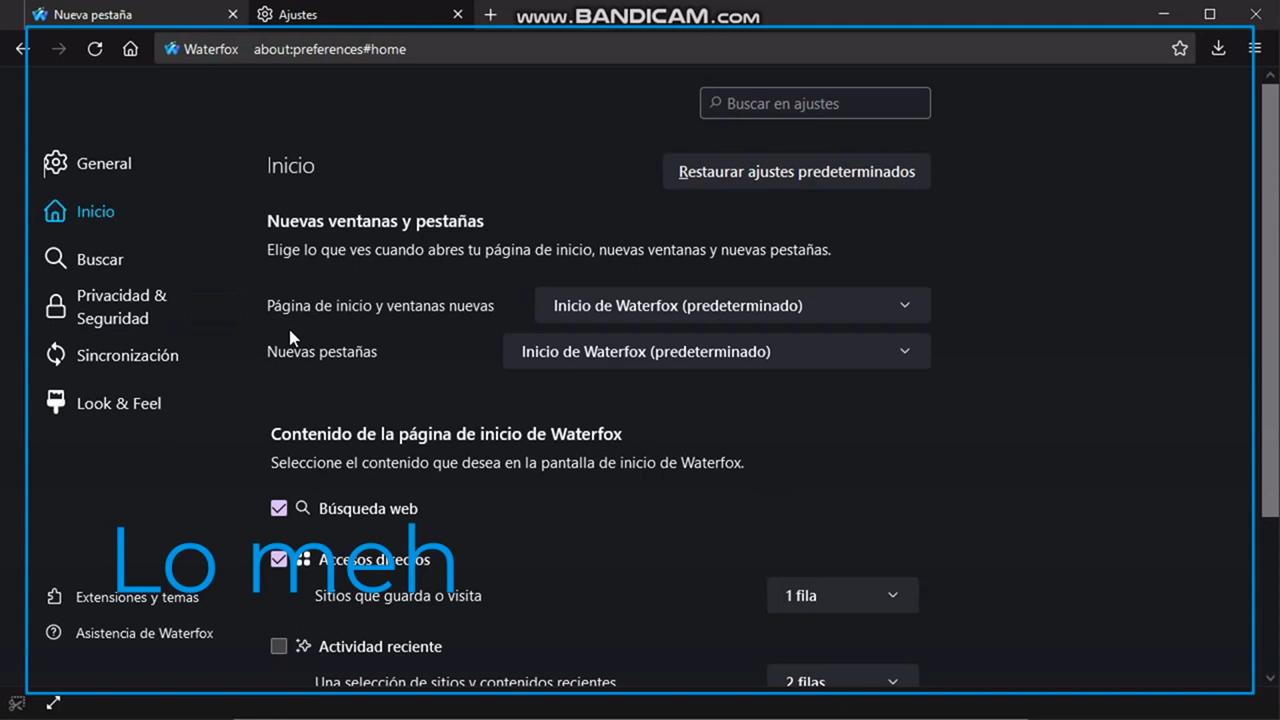 Nueva pestaña
Ajustes
www.BANDICAM.com
Waterfox
about:preferences#home
Buscar en ajustes
General
Inicio
Buscar
Privacidad &
Seguridad
Sincronización
Look & Feel
Extensiones y temas
Asistencia de Waterfox
Inicio
Restaurar ajustes predeterminados
Nuevas ventanas y pestañas
Elige lo que ves cuando abres tu página de inicio, nuevas ventanas y nuevas pestañas.
Página de inicio y ventanas nuevas
Inicio de Waterfox (predeterminado)
Nuevas pestañas
Inicio de Waterfox (predeterminado)
Contenido de la página de inicio de Waterfox
Seleccione el contenido que desea en la pantalla de inicio de Waterfox.
Búsqueda web
Accesos directos
Sitios que guarda o visita
1 fila
Actividad reciente
Una selección de sitios y contenidos recientes
2 filas
Lo meh